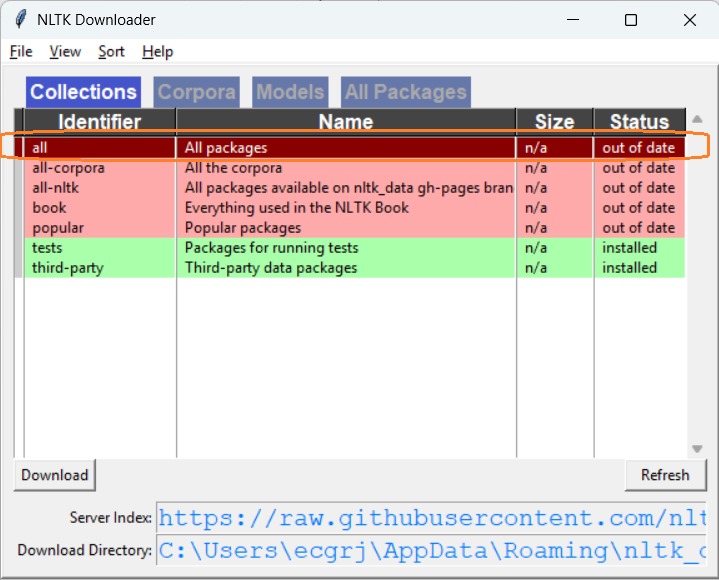 NLTK Downloader
File View Sort Help
Collections Corpora Models All Packages
Identifier Name Size Status
all All packages n/a out of date
all-corpora All the corpora n/a out of date
all-nltk All packages available on nltk_data gh-pages bran n/a out of date
book Everything used in the NLTK Book n/a out of date
popular Popular packages n/a out of date
tests Packages for running tests n/a installed
third-party Third-party data packages n/a installed
Download Refresh
Server Index: https://raw.githubusercontent.com/nlt
Download Directory: C:\Users\ecgrj\AppData\Roaming\nltk_